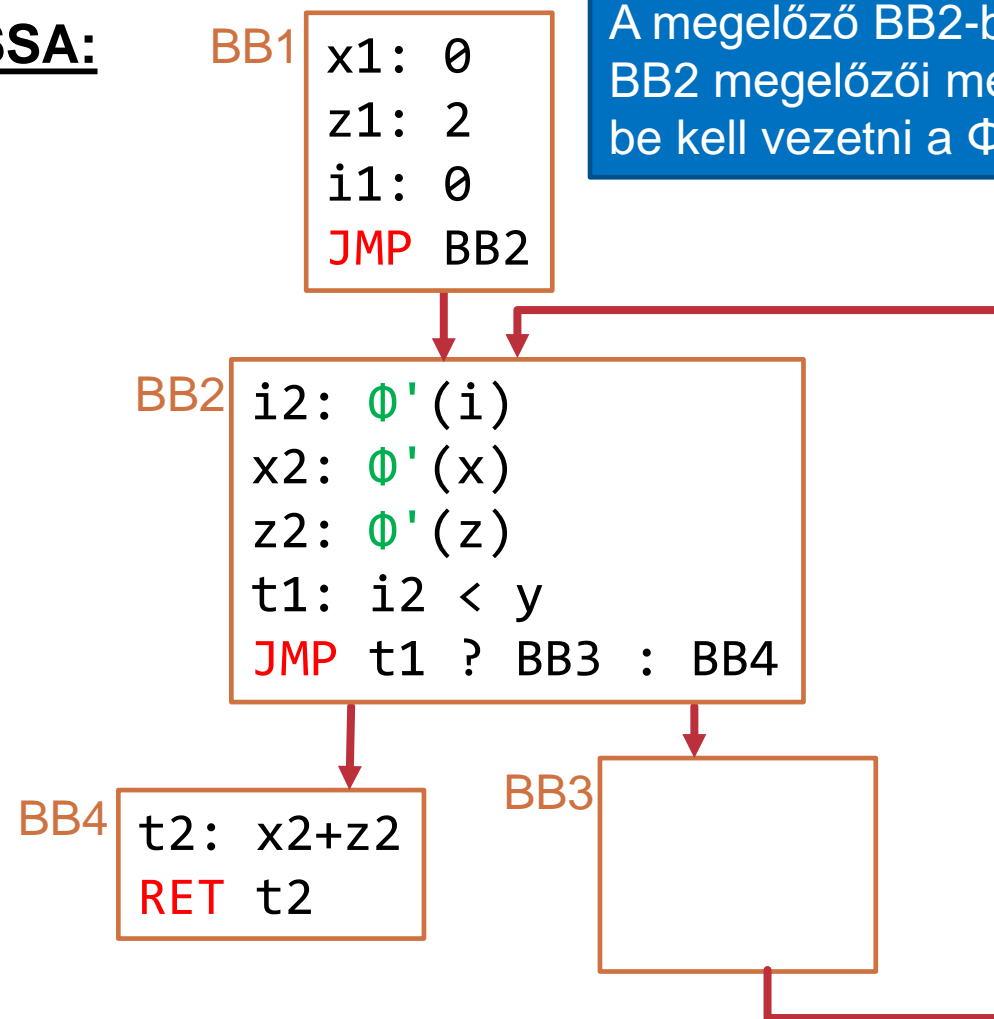 SSA:
BB1
x1: 0
z1: 2
i1: 0
JMP BB2
A megelőző BB2-b
BB2 megelőzői me
be kell vezetni a Φ
BB2
i2: Φ'(i)
x2: Φ'(x)
z2: Φ'(z)
t1: i2 < y
JMP t1 ? BB3 : BB4
BB4
t2: x2+z2
RET t2
BB3